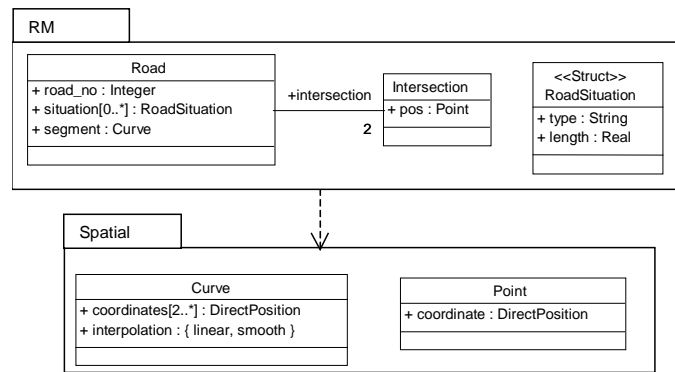 RM
Road
+ road_no : Integer
+ situation[0..*] : RoadSituation
+ segment : Curve
+intersection
2
Intersection
+ pos : Point
<<Struct>>
RoadSituation
+ type : String
+ length : Real
Spatial
Curve
+ coordinates[2..*] : DirectPosition
+ interpolation : { linear, smooth }
Point
+ coordinate : DirectPosition